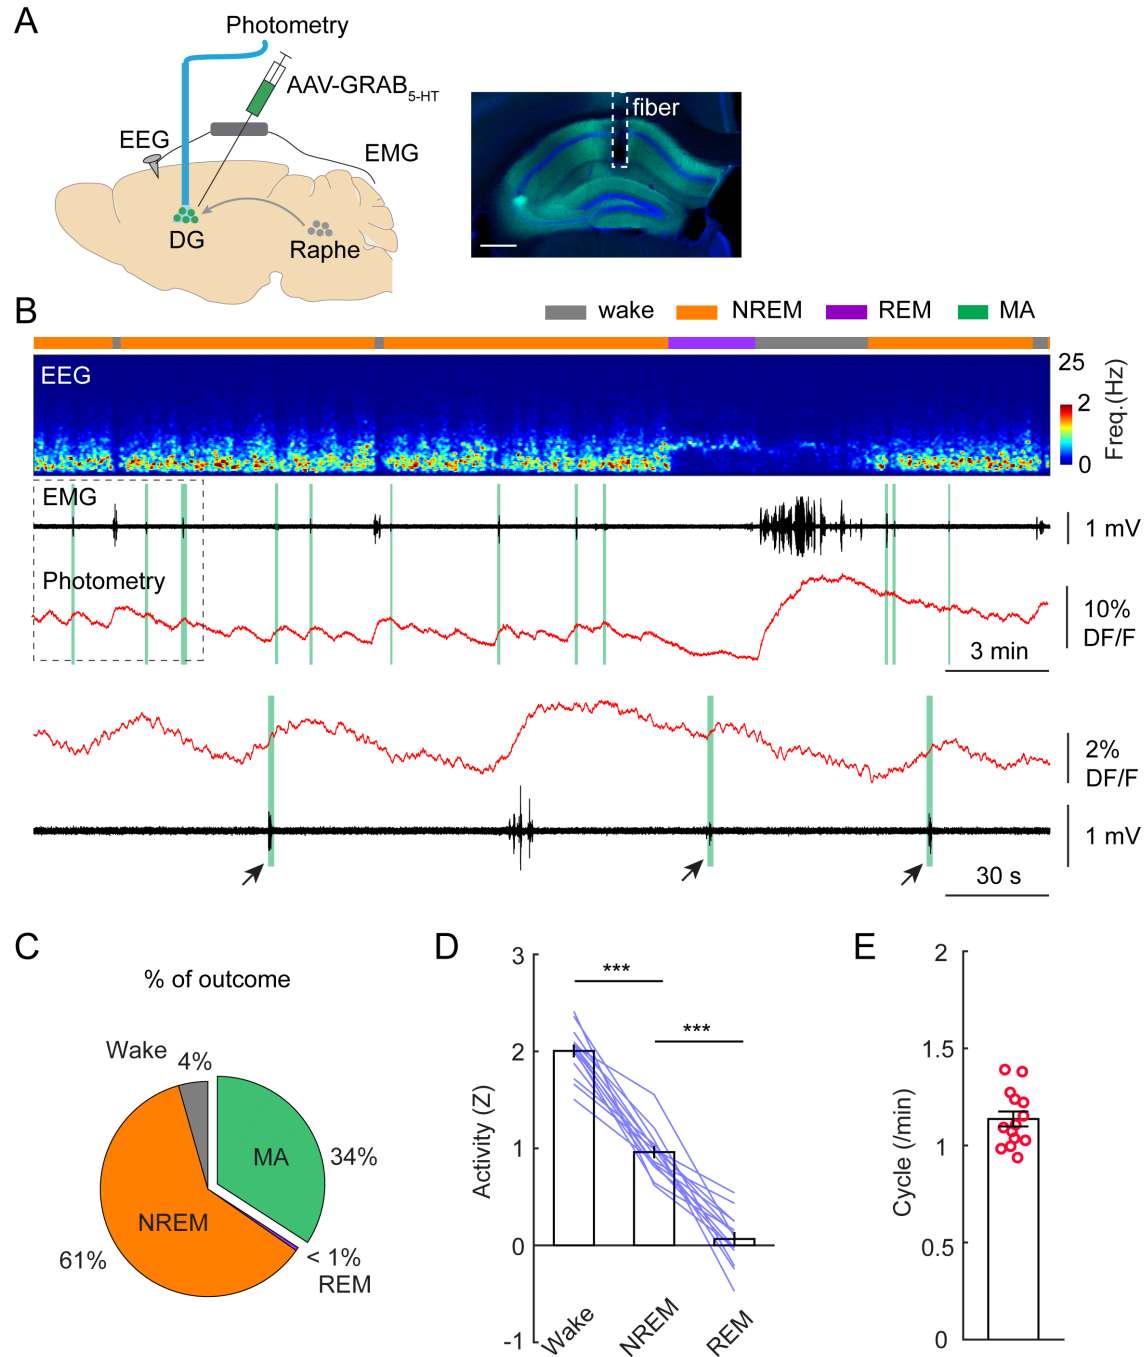 A
Photometry
AAV-GRAB5-HT
EEG
EMG
DG
Raphe
fiber
B
wake NREM REM MA
EEG
25
2
0
Freq.(Hz)
EMG
1 mV
Photometry
10%
DF/F
3 min
2%
DF/F
1 mV
30 s
C
% of outcome
Wake
4%
MA
34%
NREM
61%
< 1%
REM
D
3
2
1
0
-1
Activity (Z)
***
***
Wake
NREM
REM
E
2
1.5
1
0.5
0
Cycle (/min)